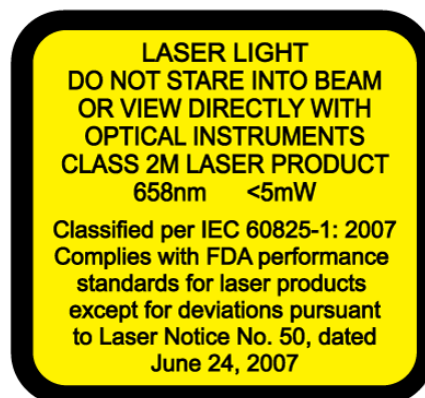 LASER LIGHT
DO NOT STARE INTO BEAM
OR VIEW DIRECTLY WITH
OPTICAL INSTRUMENTS
CLASS 2M LASER PRODUCT
658nm <5mW
Classified per IEC 60825-1: 2007
Complies with FDA performance
standards for laser products
except for deviations pursuant
to Laser Notice No. 50, dated
June 24, 2007